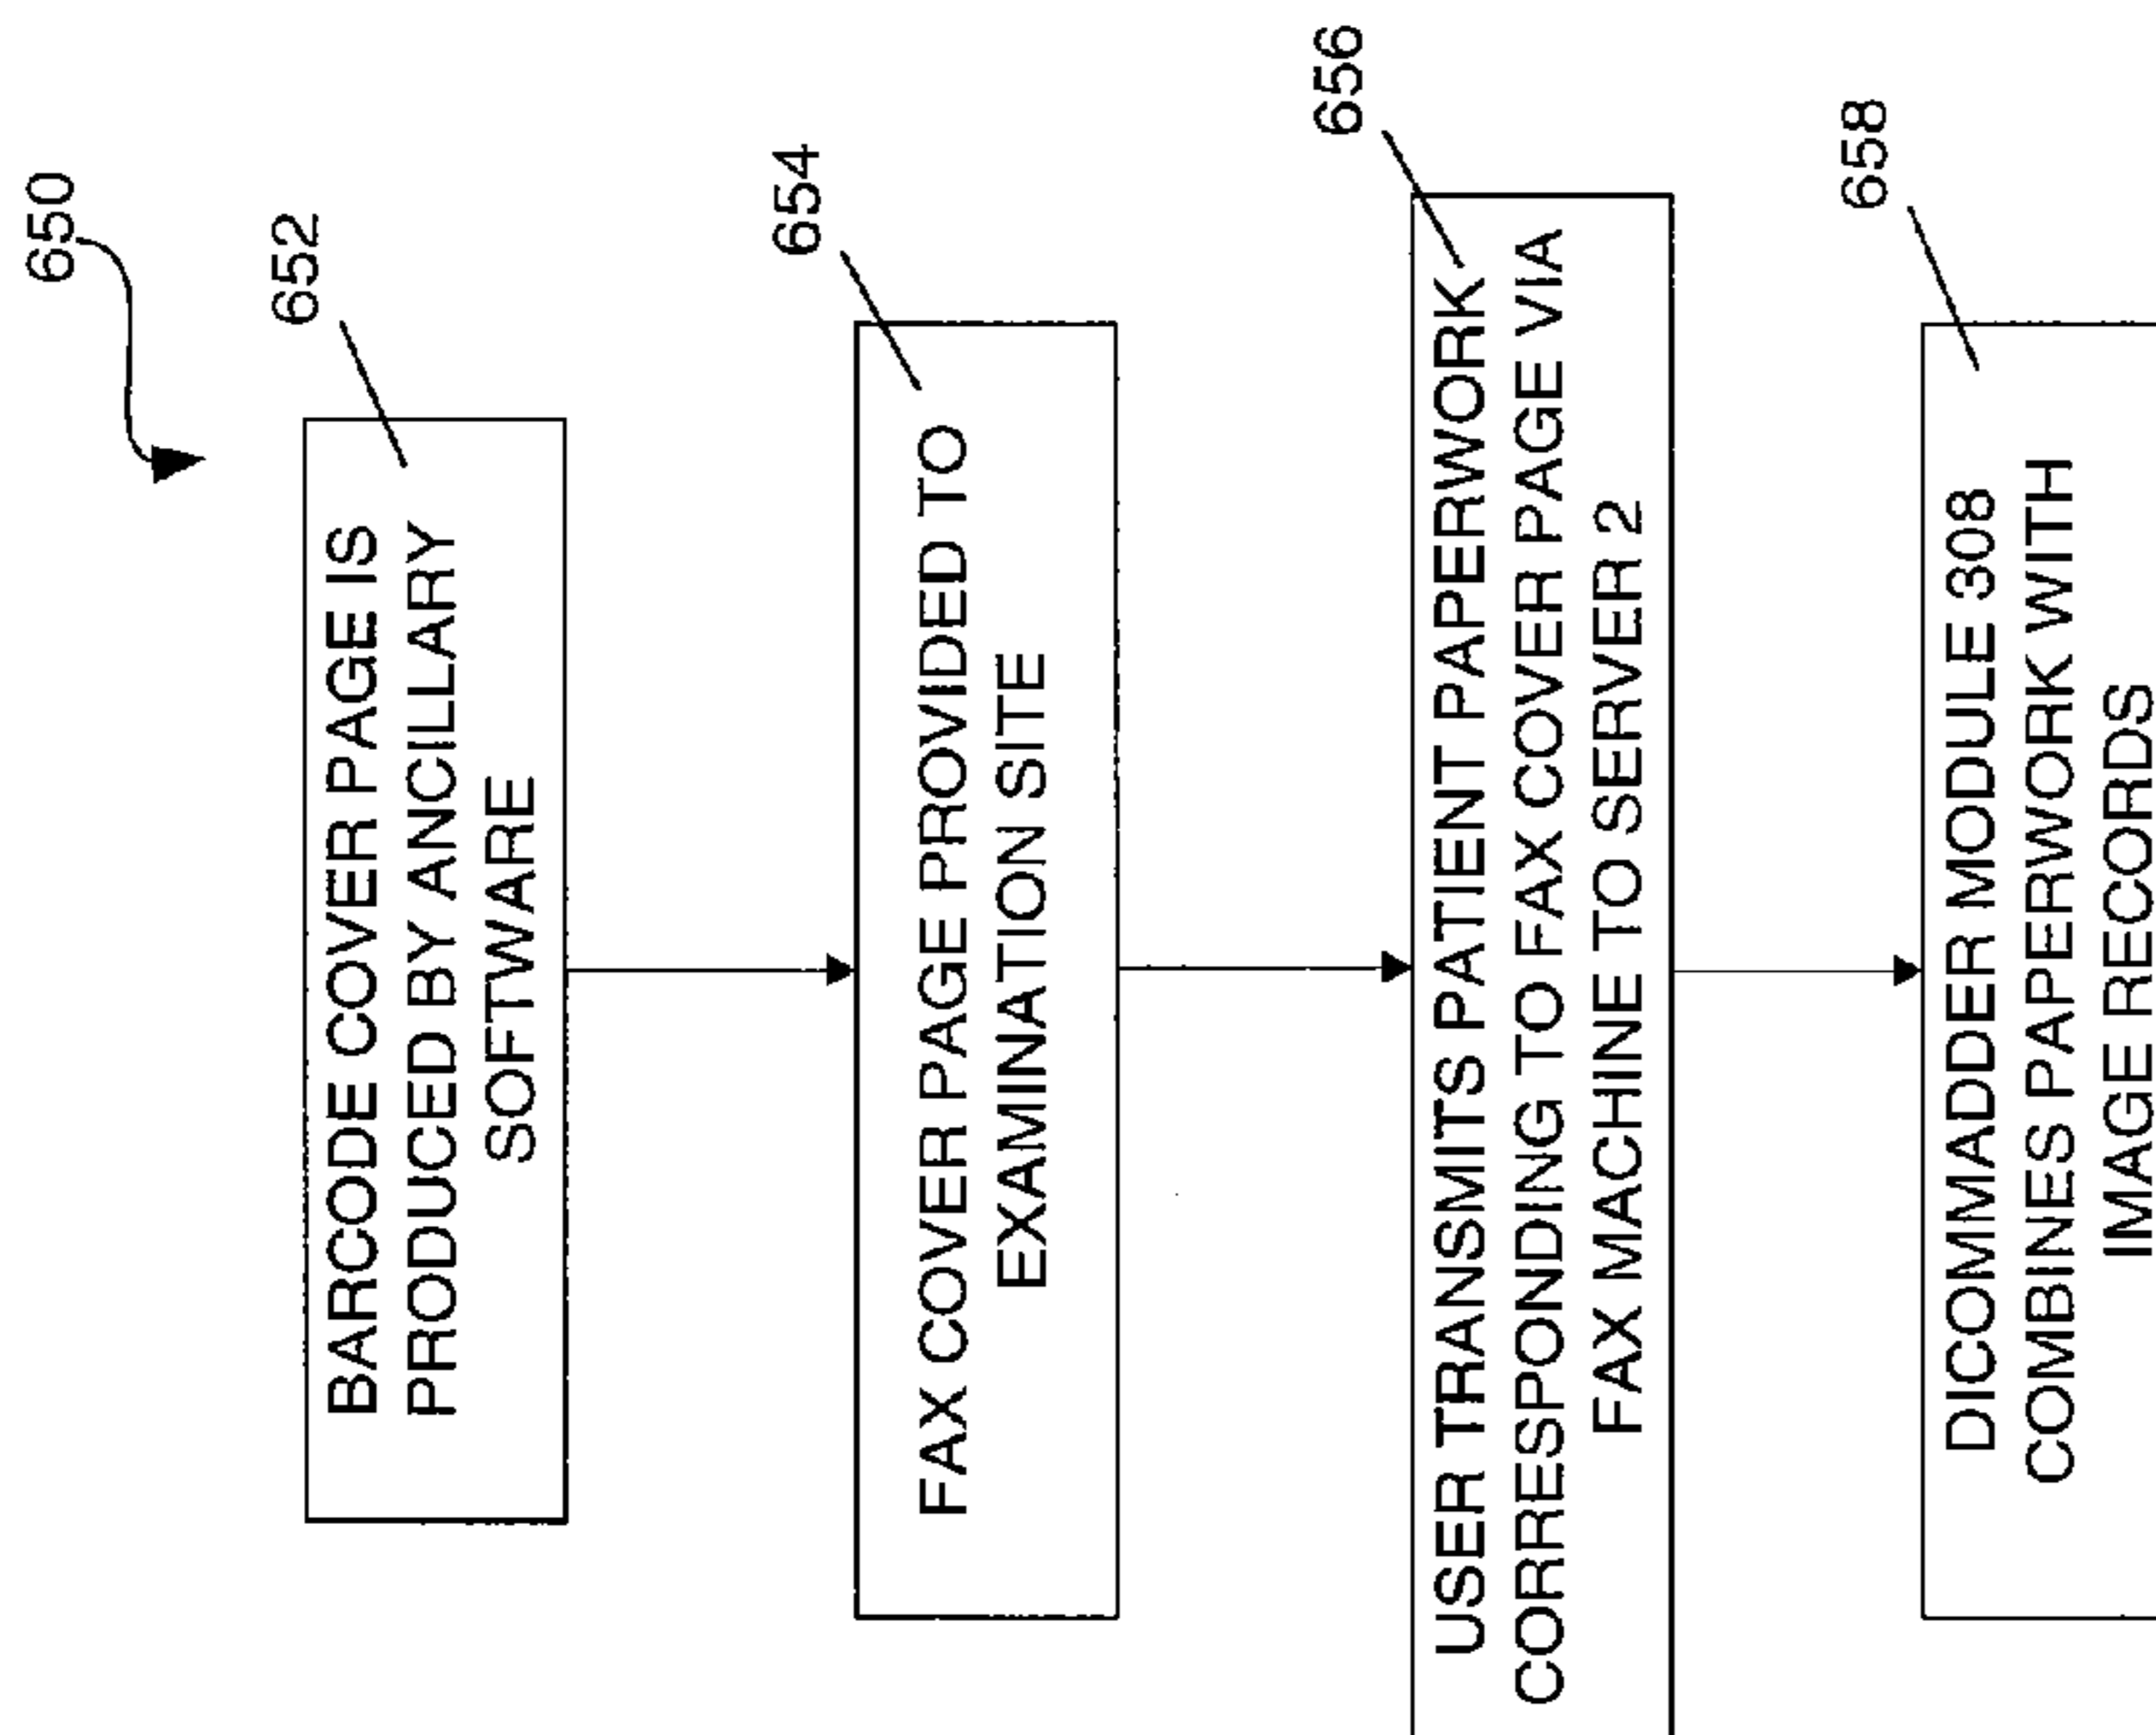 650
652
BARCODE COVER PAGE IS
PRODUCED BY ANCILLARY
SOFTWARE
654
FAX COVER PAGE PROVIDED TO
EXAMINATION SITE
656
USER TRANSMITS PATIENT PAPERWORK
CORRESPONDING TO FAX COVER PAGE VIA
FAX MACHINE TO SERVER 2
658
DICOMMADDER MODULE 308
COMBINES PAPERWORK WITH
IMAGE RECORDS